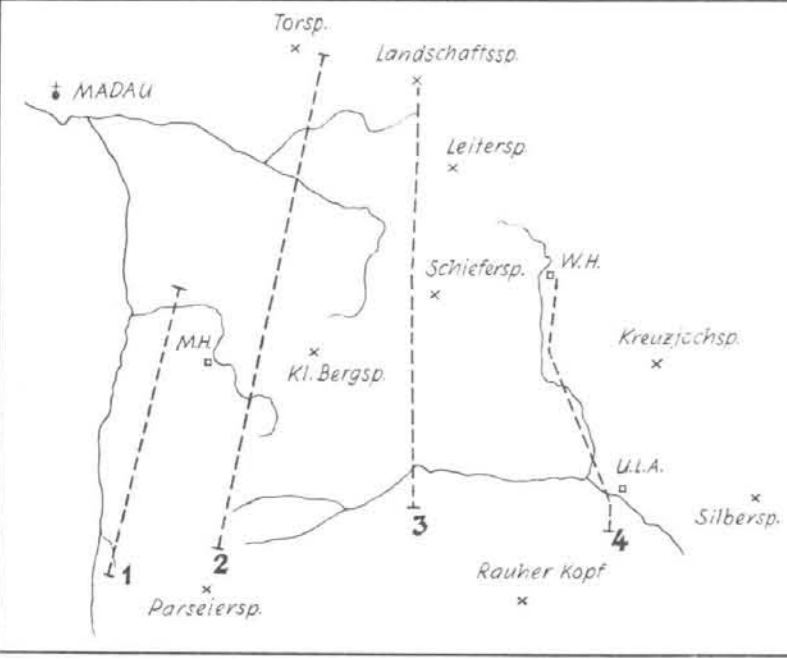 Torsp.
Landschaftssp.
MADAU
Leitersp.
W.H.
Schiefersp.
M.H.
Kl. Bergsp.
Kreuzjochsp.
U.L.A.
Silbersp.
1
2
3
4
Rauher Kopf
Parseiersp.